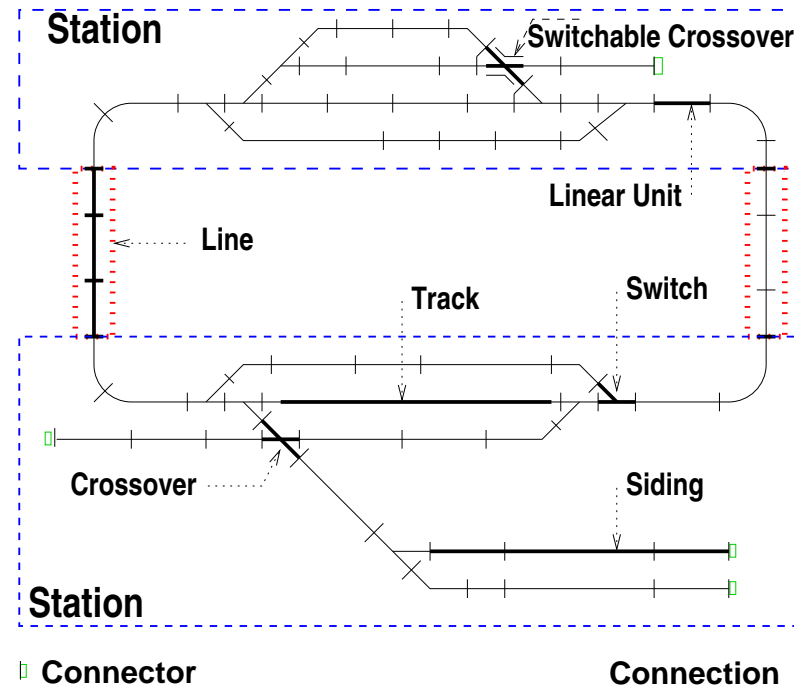 Station
Switchable Crossover
Linear Unit
Line
Track
Switch
Crossover
Siding
Station
Connector
Connection